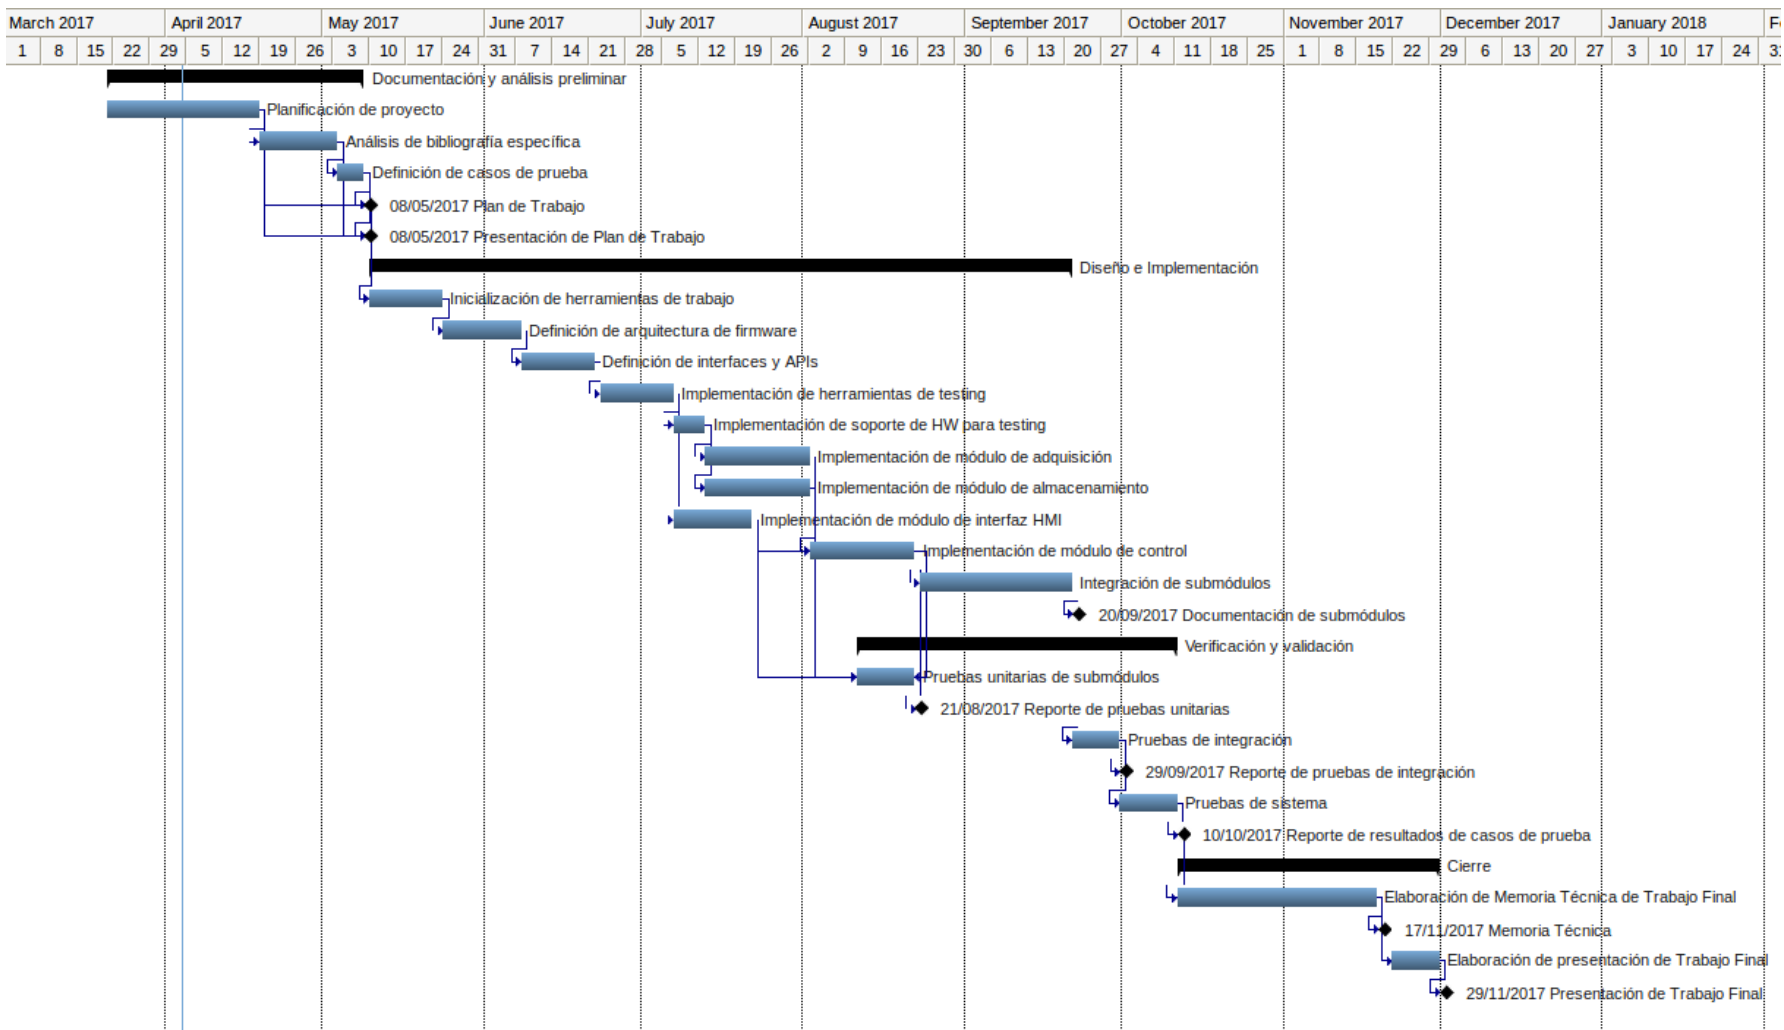 March 2017 April 2017 May 2017 June 2017 July 2017 August 2017 September 2017 October 2017 November 2017 December 2017 January 2018
1 8 15 22 29 5 12 19 26 3 10 17 24 31 7 14 21 28 5 12 19 26 2 9 16 23 30 6 13 20 27 4 11 18 25 1 8 15 22 29 6 13 20 27 3 10 17 24
Documentación y análisis preliminar
Planificación de proyecto
Análisis de bibliografía específica
Definición de casos de prueba
08/05/2017 Plan de Trabajo
08/05/2017 Presentación de Plan de Trabajo
Diseño e Implementación
Inicialización de herramientas de trabajo
Definición de arquitectura de firmware
Definición de interfaces y APIs
Implementación de herramientas de testing
Implementación de soporte de HW para testing
Implementación de módulo de adquisición
Implementación de módulo de almacenamiento
Implementación de módulo de interfaz HMI
Implementación de módulo de control
Integración de submódulos
20/09/2017 Documentación de submódulos
Verificación y validación
Pruebas unitarias de submódulos
21/08/2017 Reporte de pruebas unitarias
Pruebas de integración
29/09/2017 Reporte de pruebas de integración
Pruebas de sistema
10/10/2017 Reporte de resultados de casos de prueba
Cierre
Elaboración de Memoria Técnica de Trabajo Final
17/11/2017 Memoria Técnica
Elaboración de presentación de Trabajo Final
29/11/2017 Presentación de Trabajo Final